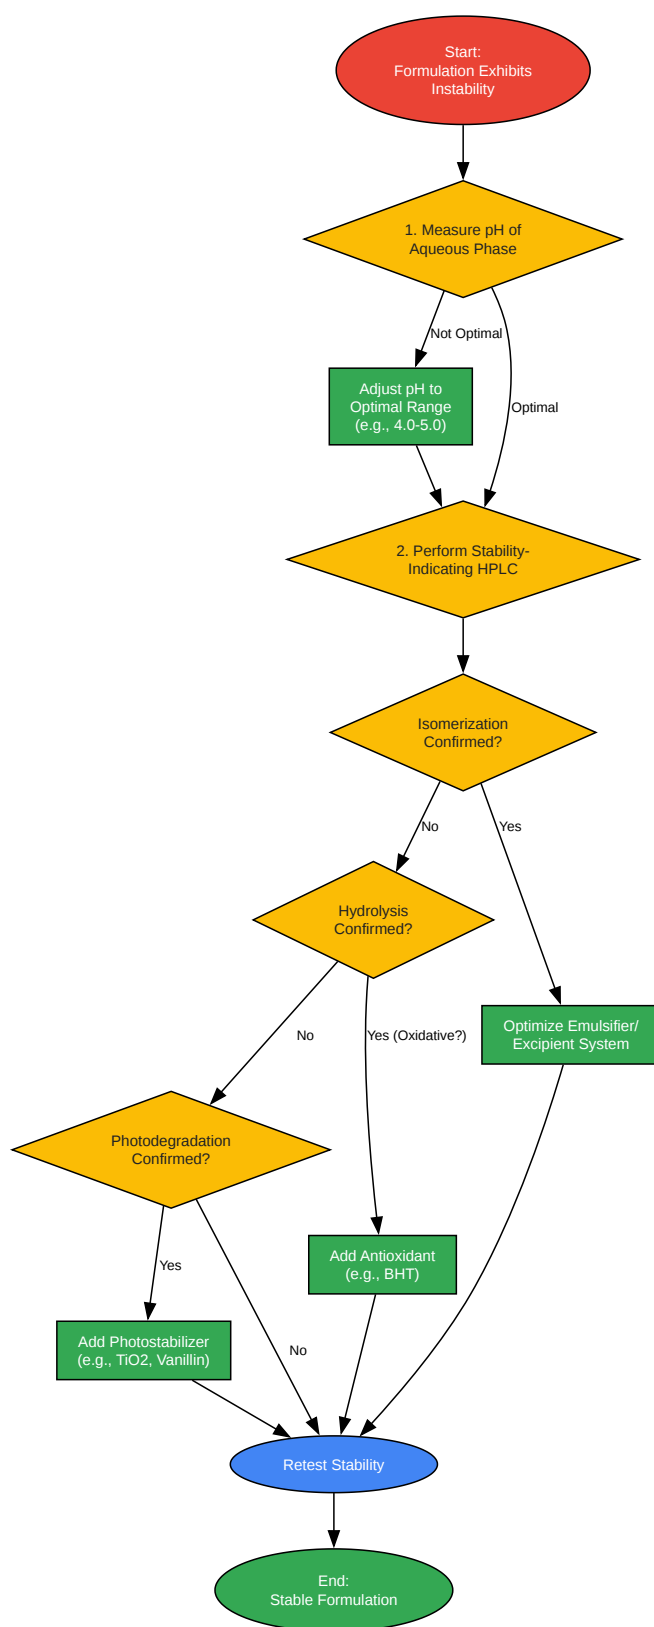 Start:
Formulation Exhibits
Instability
1. Measure pH of
Aqueous Phase
Not Optimal
Adjust pH to
Optimal Range
(e.g., 4.0-5.0)
Optimal
2. Perform Stability-
Indicating HPLC
Isomerization
Confirmed?
No
Yes
Hydrolysis
Confirmed?
Optimize Emulsifier/
Excipient System
No
Yes (Oxidative?)
Photodegradation
Confirmed?
Add Antioxidant
(e.g., BHT)
Yes
Add Photostabilizer
(e.g., TiO2, Vanillin)
No
Retest Stability
End:
Stable Formulation